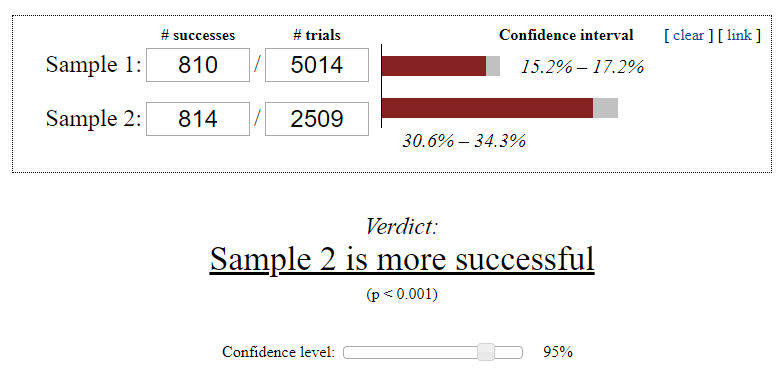 # successes # trials Confidence interval [ clear ] [ link ]
Sample 1: 810 / 5014 15.2% – 17.2%
Sample 2: 814 / 2509
30.6% – 34.3%
Verdict:
Sample 2 is more successful
(p < 0.001)
Confidence level: 95%